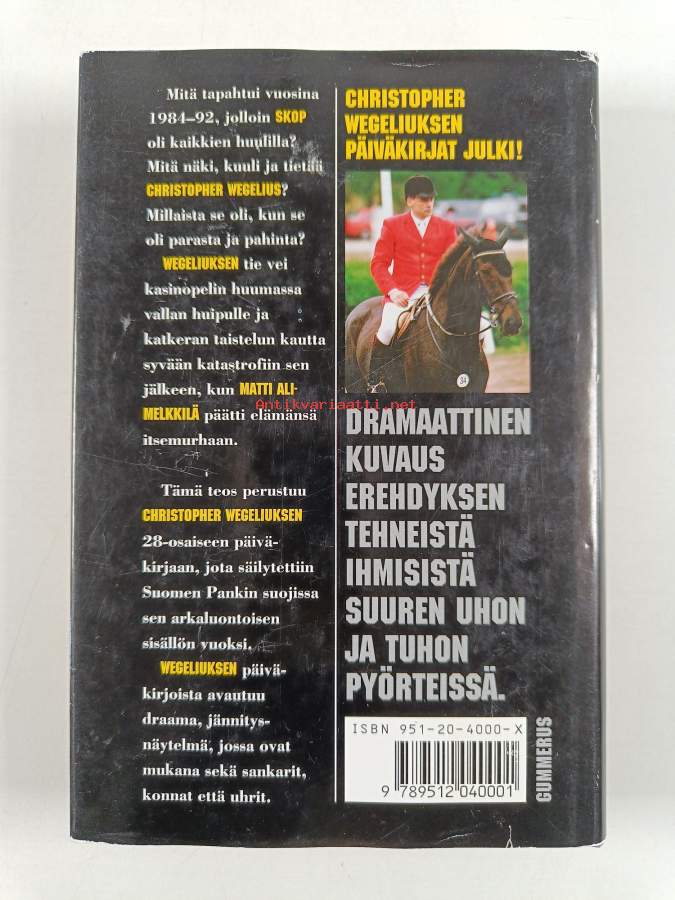 Mitä tapahtui vuosina
1984–92, jolloin SKOP
oli kaikkien huulilla?
Mitä näki, kuuli ja tietää
CHRISTOPHER WEGELIUS?
Millaista se oli, kun se
oli parasta ja pahinta?
WEGELIUKSEN tie vei
kasinopelin huumassa
vallan huipulle ja
katkeran taistelun kautta
syvään katastrofiin sen
jälkeen, kun MATTI ALI-
MELKKILÄ päätti elämänsä
itsemurhaan.
Tämä teos perustuu
CHRISTOPHER WEGELIUKSEN
28-osaiseen päivä-
kirjaan, jota säilytettiin
Suomen Pankin suojissa
sen arkaluontoisen
sisällön vuoksi.
WEGELIUKSEN päivä-
kirjoista avautuu
draama, jännitys-
näytelmä, jossa ovat
mukana sekä sankarit,
konnat että uhrit.
CHRISTOPHER
WEGELIUKSEN
PÄIVÄKIRJAT JULKI!
34
Antikvariaatti.net
DRAMAATTINEN
KUVAUS
EREHDYKSEN
TEHNEISTÄ
IHMISISTÄ
SUUREN UHON
JA TUHON
PYÖRTEISSÄ.
ISBN 951-20-4000-X
9 789512 040001
GUMMERUS